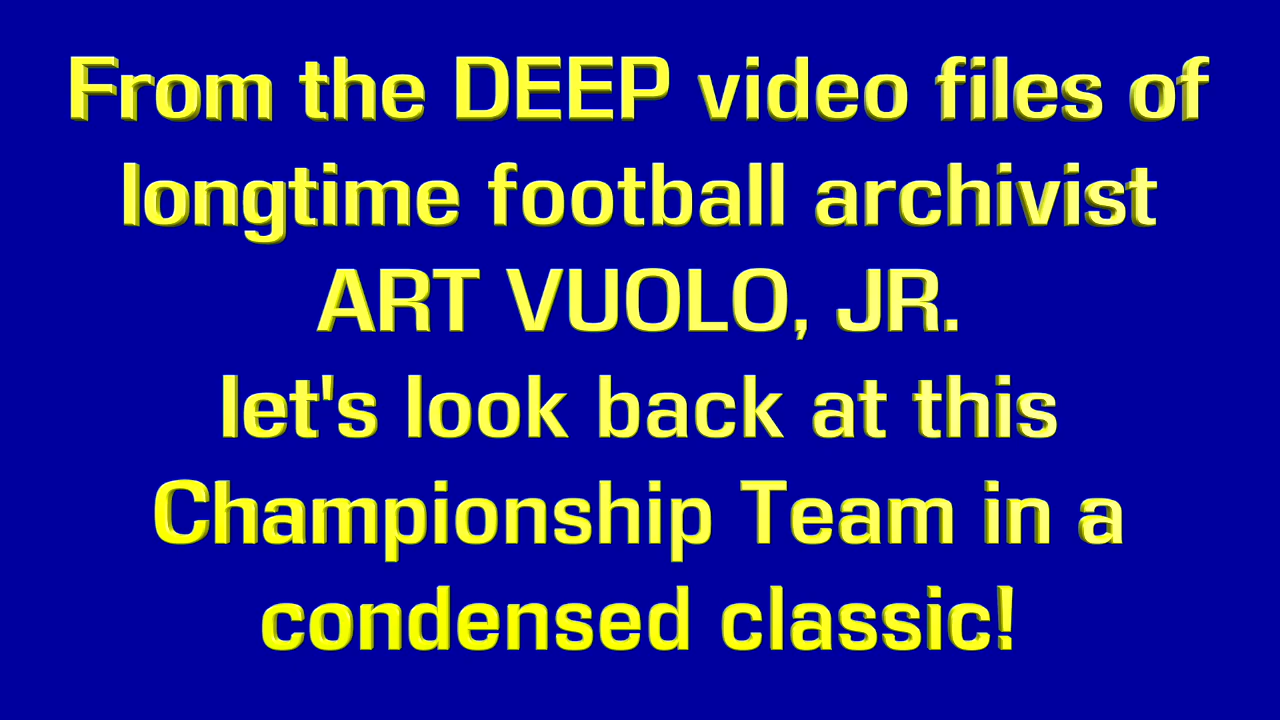 From the DEEP video files of
longtime football archivist
ART VUOLO, JR.
let's look back at this
Championship Team in a
condensed classic!